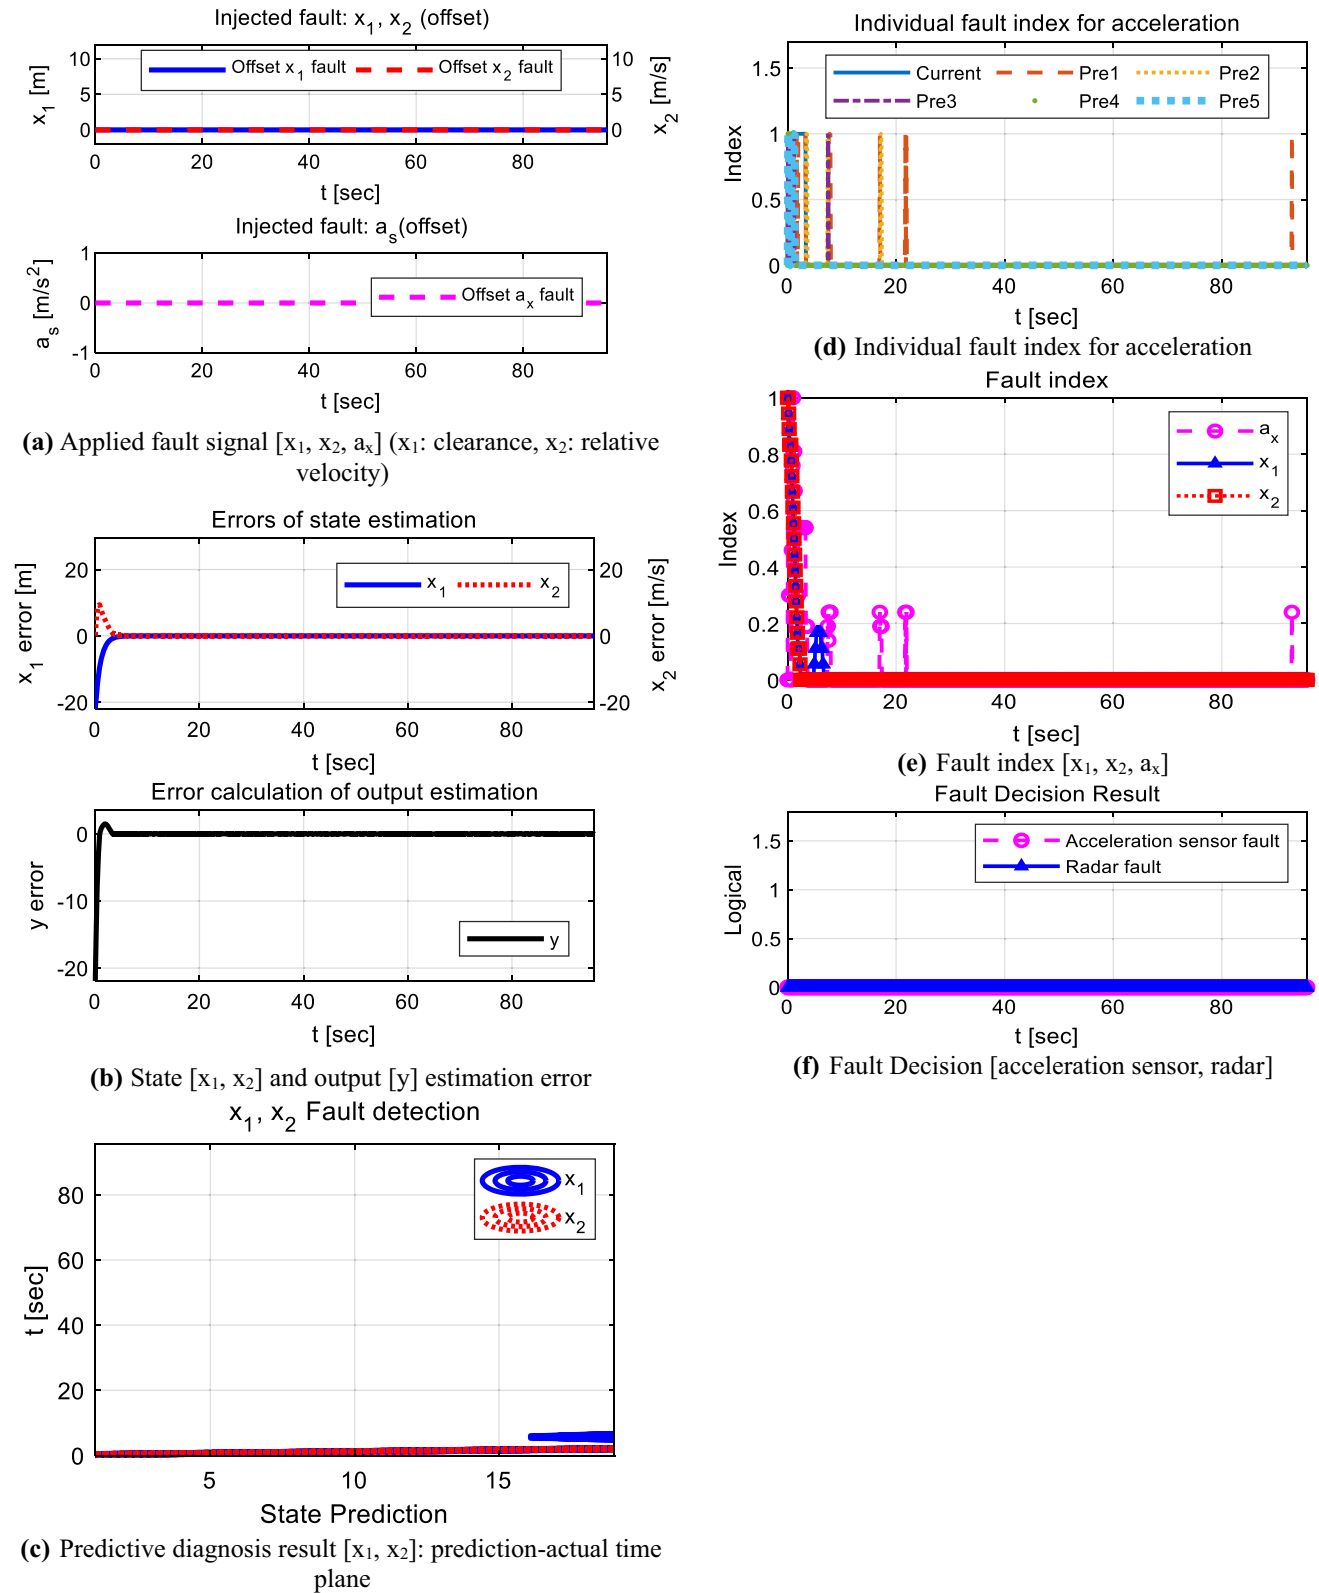 Injected fault: x1, x2 (offset)
Offset x1 fault Offset x2 fault
x1 [m]
x2 [m/s]
10
5
0
10
5
0
0 20 40 60 80
t [sec]
Injected fault: as(offset)
Offset ax fault
as [m/s2]
1
0
-1
0 20 40 60 80
t [sec]
(a) Applied fault signal [x1, x2, ax] (x1: clearance, x2: relative
velocity)
Errors of state estimation
x1 x2
x1 error [m]
x2 error [m/s]
20
0
-20
20
0
-20
0 20 40 60 80
t [sec]
Error calculation of output estimation
y error
0
-10
-20
y
0 20 40 60 80
t [sec]
(b) State [x1, x2] and output [y] estimation error
x1, x2 Fault detection
x1
x2
t [sec]
80
60
40
20
0
5 10 15
State Prediction
(c) Predictive diagnosis result [x1, x2]: prediction-actual time
plane
Individual fault index for acceleration
Current Pre1 Pre2
Pre3 Pre4 Pre5
Index
1.5
1
0.5
0
0 20 40 60 80
t [sec]
(d) Individual fault index for acceleration
Fault index
ax
x1
x2
Index
1
0.8
0.6
0.4
0.2
0
0 20 40 60 80
t [sec]
(e) Fault index [x1, x2, ax]
Fault Decision Result
Acceleration sensor fault
Radar fault
Logical
1.5
1
0.5
0
0 20 40 60 80
t [sec]
(f) Fault Decision [acceleration sensor, radar]